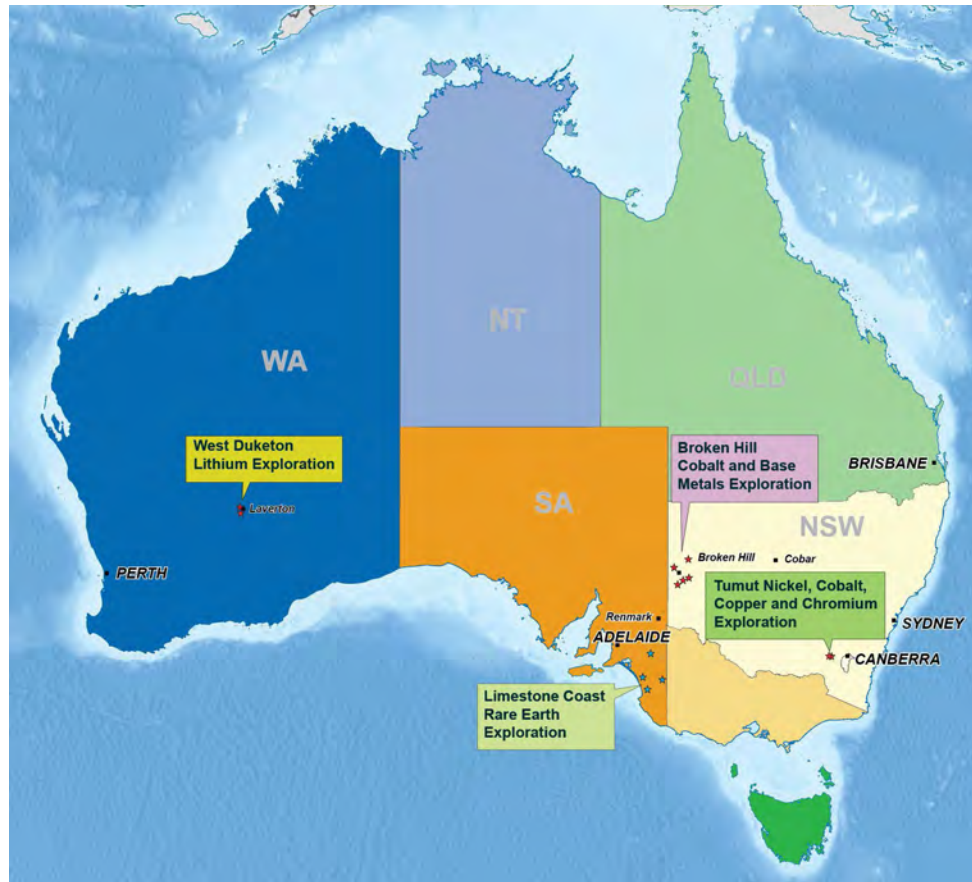 NT
WA
QLD
West Duketon
Lithium Exploration
Broken Hill
Cobalt and Base
Metals Exploration
BRISBANE
SA
Laverton
NSW
Broken Hill
Cobar
PERTH
Tumut Nickel, Cobalt,
Copper and Chromium
Exploration
Renmark
SYDNEY
ADELAIDE
CANBERRA
Limestone Coast
Rare Earth
Exploration